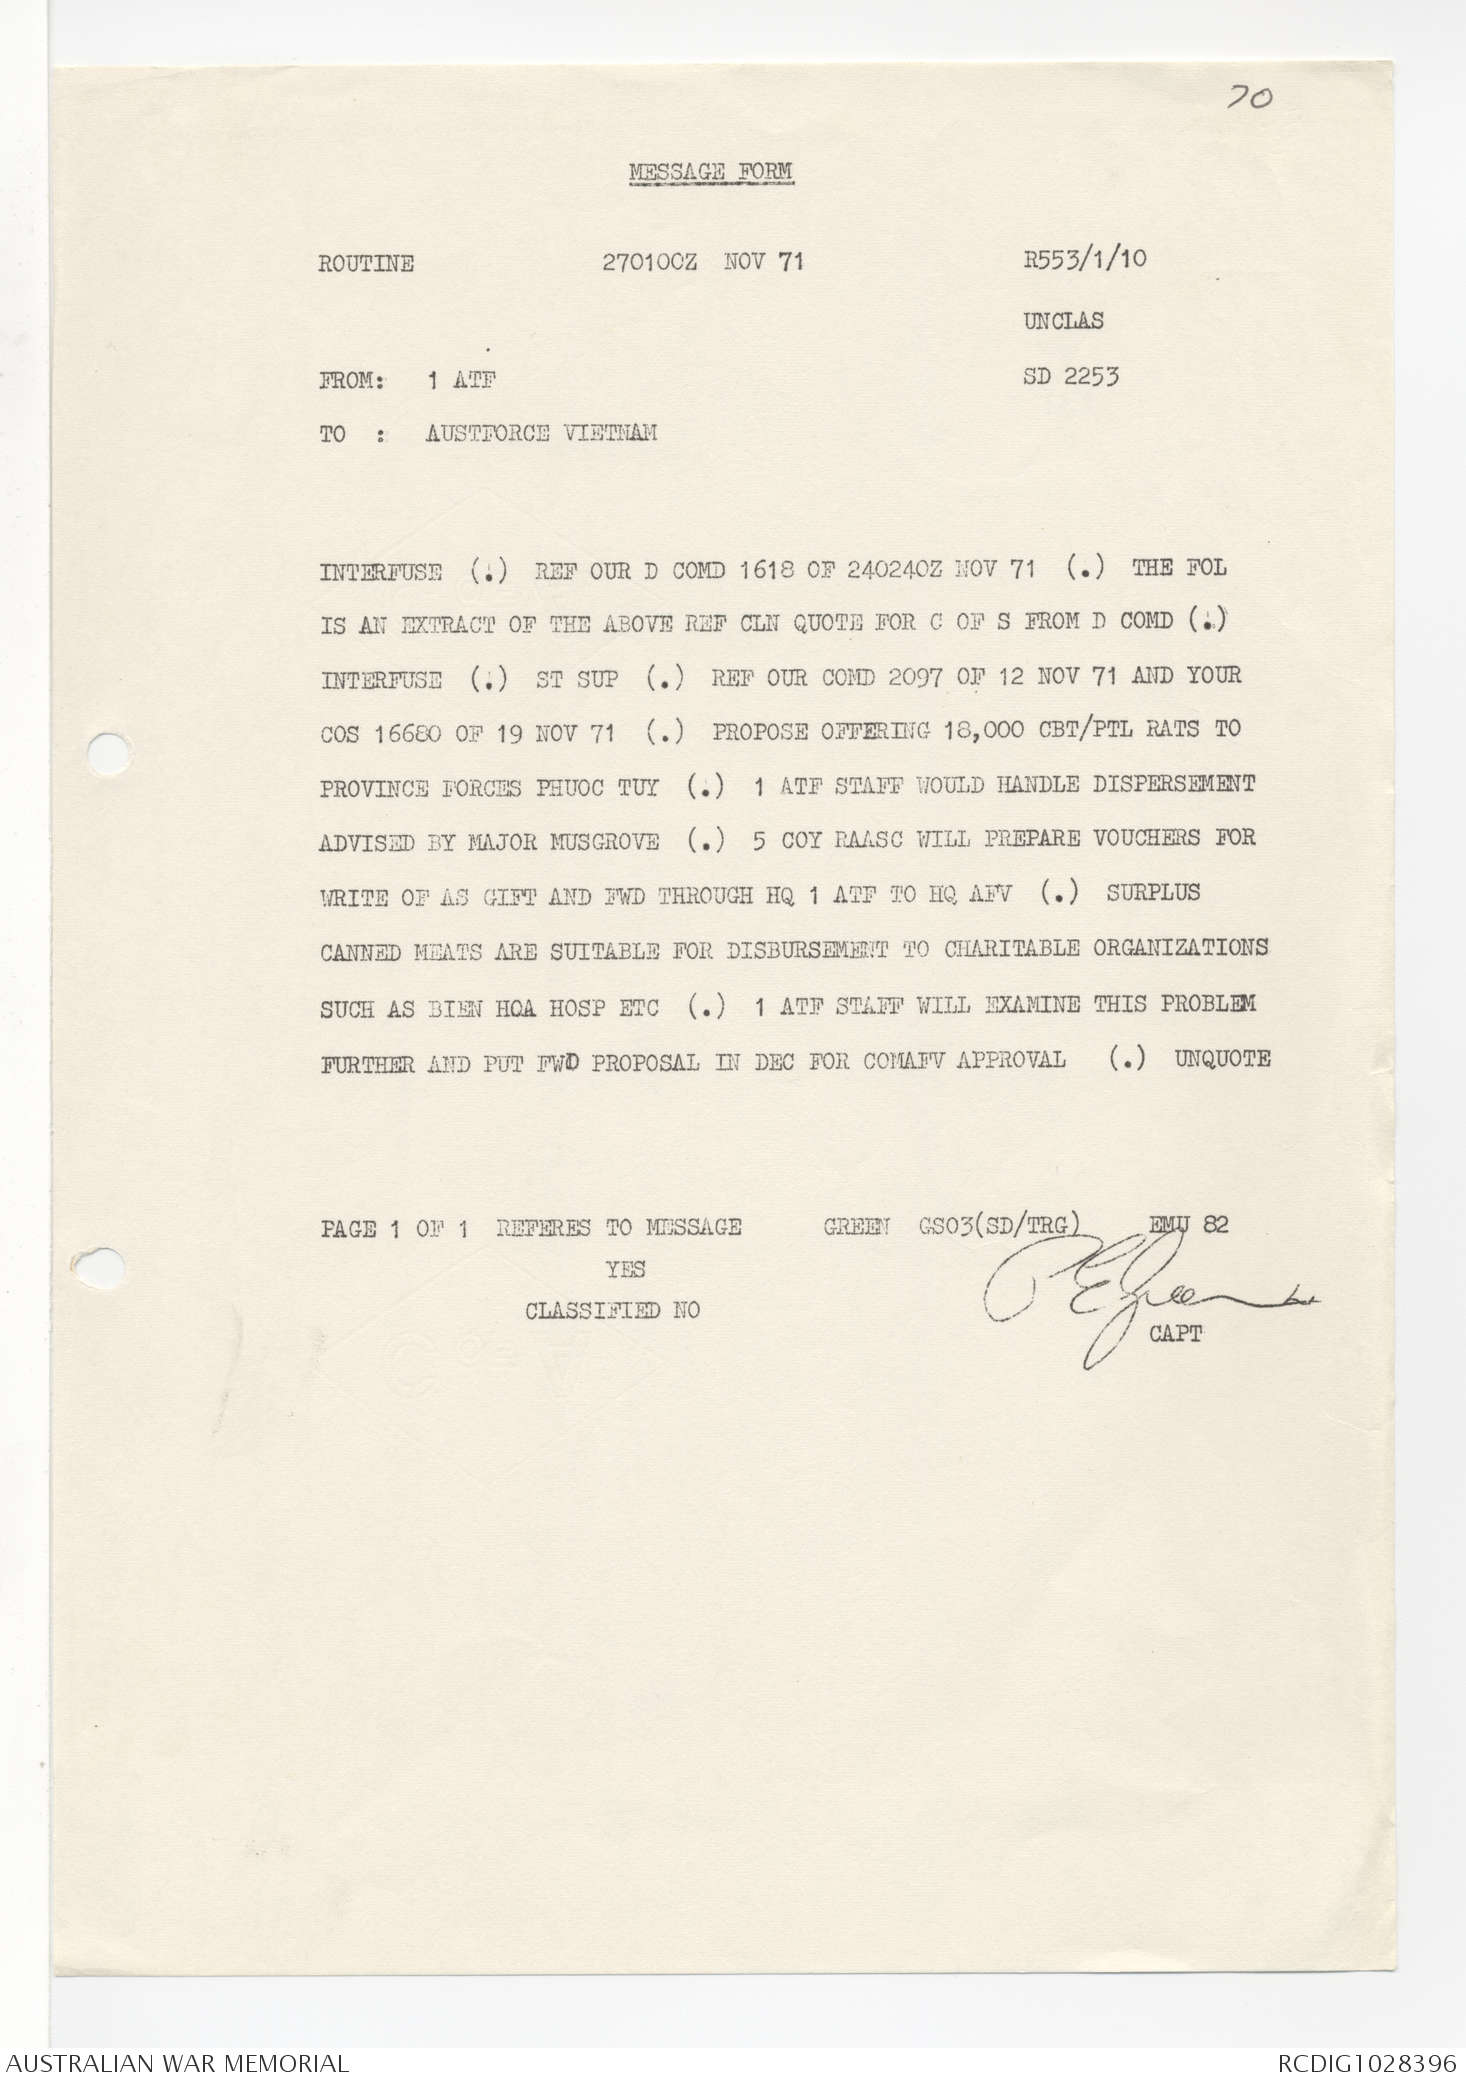 70
MESSAGE FORM
ROUTINE 270100Z NOV 71 R553/1/10
UNCLAS
FROM: 1 ATF SD 2253
TO : AUSTFORCE VIETNAM
INTERFUSE (.) REF OUR D COMD 1618 OF 240240Z NOV 71 (.) THE FOL
IS AN EXTRACT OF THE ABOVE REF CLN QUOTE FOR C OF S FROM D COMD (.)
INTERFUSE (.) ST SUP (.) REF OUR COMD 2097 OF 12 NOV 71 AND YOUR
COS 16680 OF 19 NOV 71 (.) PROPOSE OFFERING 18,000 CBT/PTL RATS TO
PROVINCE FORCES PHUOC TUY (.) 1 ATF STAFF WOULD HANDLE DISPERSEMENT
ADVISED BY MAJOR MUSGROVE (.) 5 COY RAASC WILL PREPARE VOUCHERS FOR
WRITE OF AS GIFT AND FWD THROUGH HQ 1 ATF TO HQ AFV (.) SURPLUS
CANNED MEATS ARE SUITABLE FOR DISBURSEMENT TO CHARITABLE ORGANIZATIONS
SUCH AS BIEN HOA HOSP ETC (.) 1 ATF STAFF WILL EXAMINE THIS PROBLEM
FURTHER AND PUT FWD PROPOSAL IN DEC FOR COMAFV APPROVAL (.) UNQUOTE
PAGE 1 OF 1 REFERES TO MESSAGE GREEN GSO3(SD/TRG) EMU 82
YES
CLASSIFIED NO
P E Green
CAPT
AUSTRALIAN WAR MEMORIAL RCDIG1028396